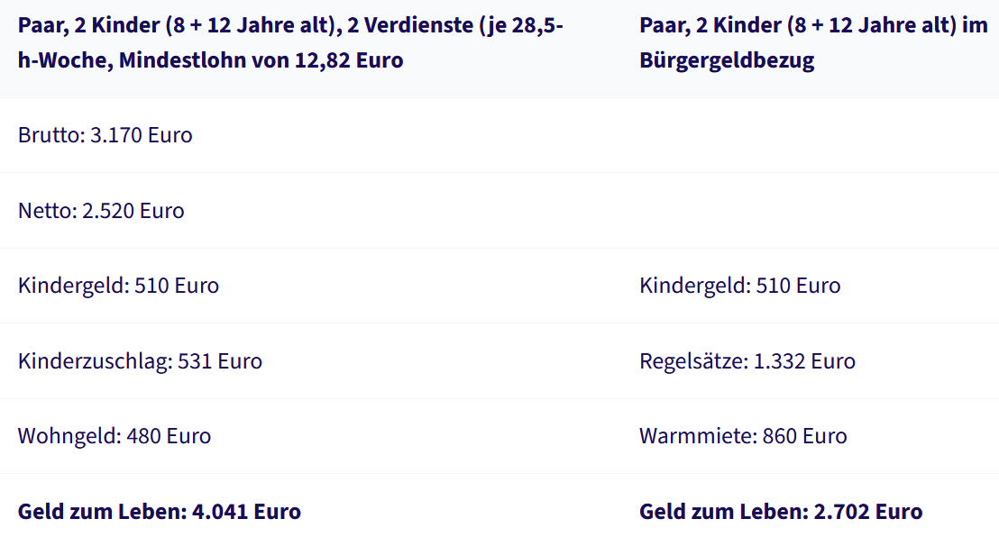 Paar, 2 Kinder (8 + 12 Jahre alt), 2 Verdienste (je 28,5-
h-Woche, Mindestlohn von 12,82 Euro
Paar, 2 Kinder (8 + 12 Jahre alt) im
Bürgergeldbezug
Brutto: 3.170 Euro
Netto: 2.520 Euro
Kindergeld: 510 Euro
Kindergeld: 510 Euro
Kinderzuschlag: 531 Euro
Regelsätze: 1.332 Euro
Wohngeld: 480 Euro
Warmmiete: 860 Euro
Geld zum Leben: 4.041 Euro
Geld zum Leben: 2.702 Euro